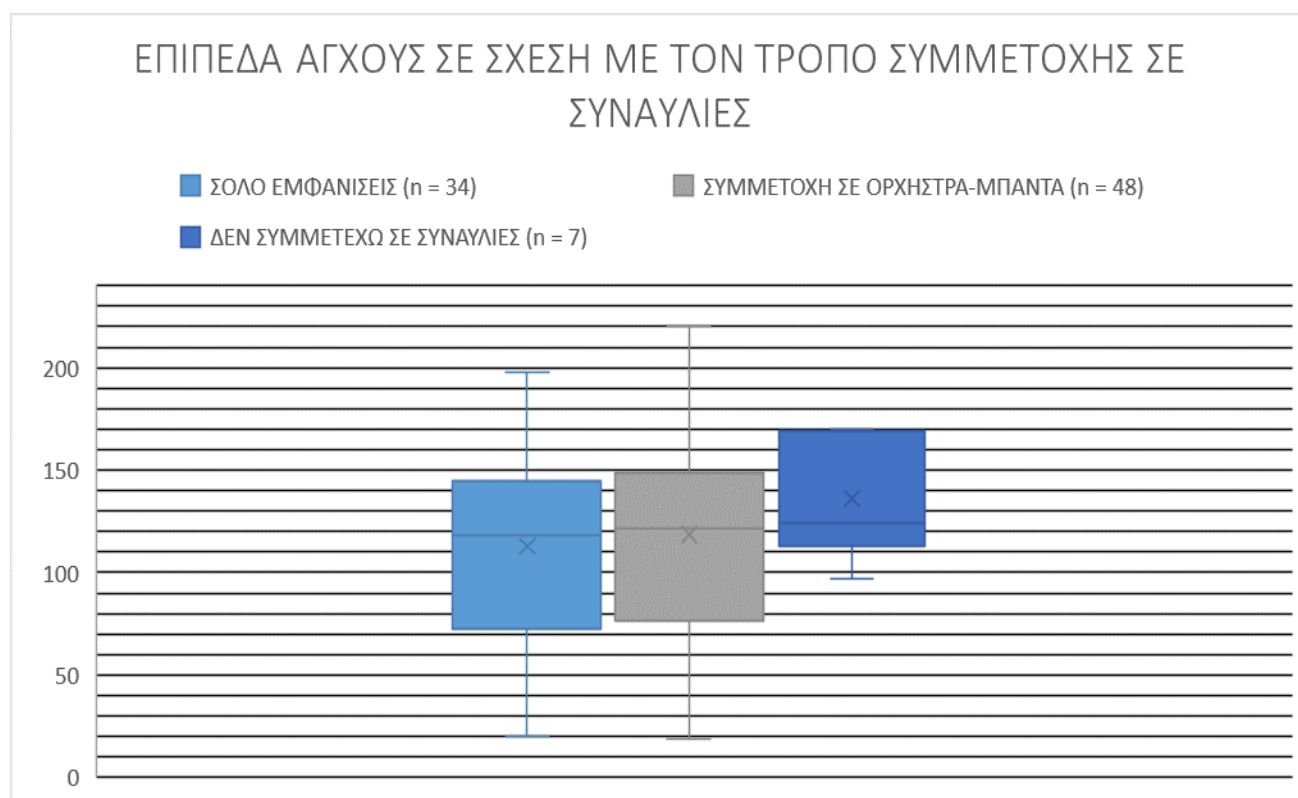 ΕΠΙΠΕΔΑ ΑΓΧΟΥΣ ΣΕ ΣΧΕΣΗ ΜΕ ΤΟΝ ΤΡΟΠΟ ΣΥΜΜΕΤΟΧΗΣ ΣΕ
ΣΥΝΑΥΛΙΕΣ
ΣΟΛΟ ΕΜΦΑΝΙΣΕΙΣ (n = 34)
ΣΥΜΜΕΤΟΧΗ ΣΕ ΟΡΧΗΣΤΡΑ-ΜΠΑΝΤΑ (n = 48)
ΔΕΝ ΣΥΜΜΕΤΕΧΩ ΣΕ ΣΥΝΑΥΛΙΕΣ (n = 7)
200
150
100
50
0